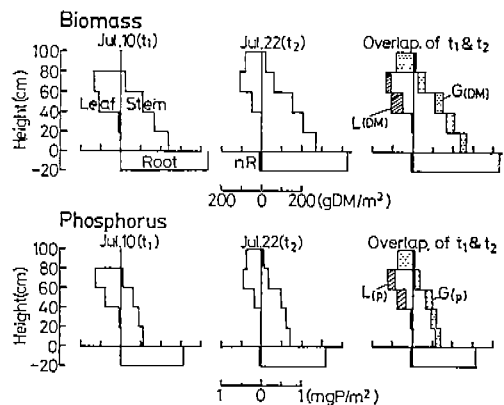 Biomass
Jul,10(t₁) Jul,22(t₂) Overlap. of t₁ & t₂
Height(cm)
100
80
60
40
20
0
-20
Leaf Stem
Root
nR
G(DM)
L(DM)
200 0 200 (gDM/m²)
Phosphorus
Jul,10(t₁) Jul,22(t₂) Overlap. of t₁ & t₂
Height(cm)
100
80
60
40
20
0
-20
L(p)
G(p)
1 0 1 (mgP/m²)